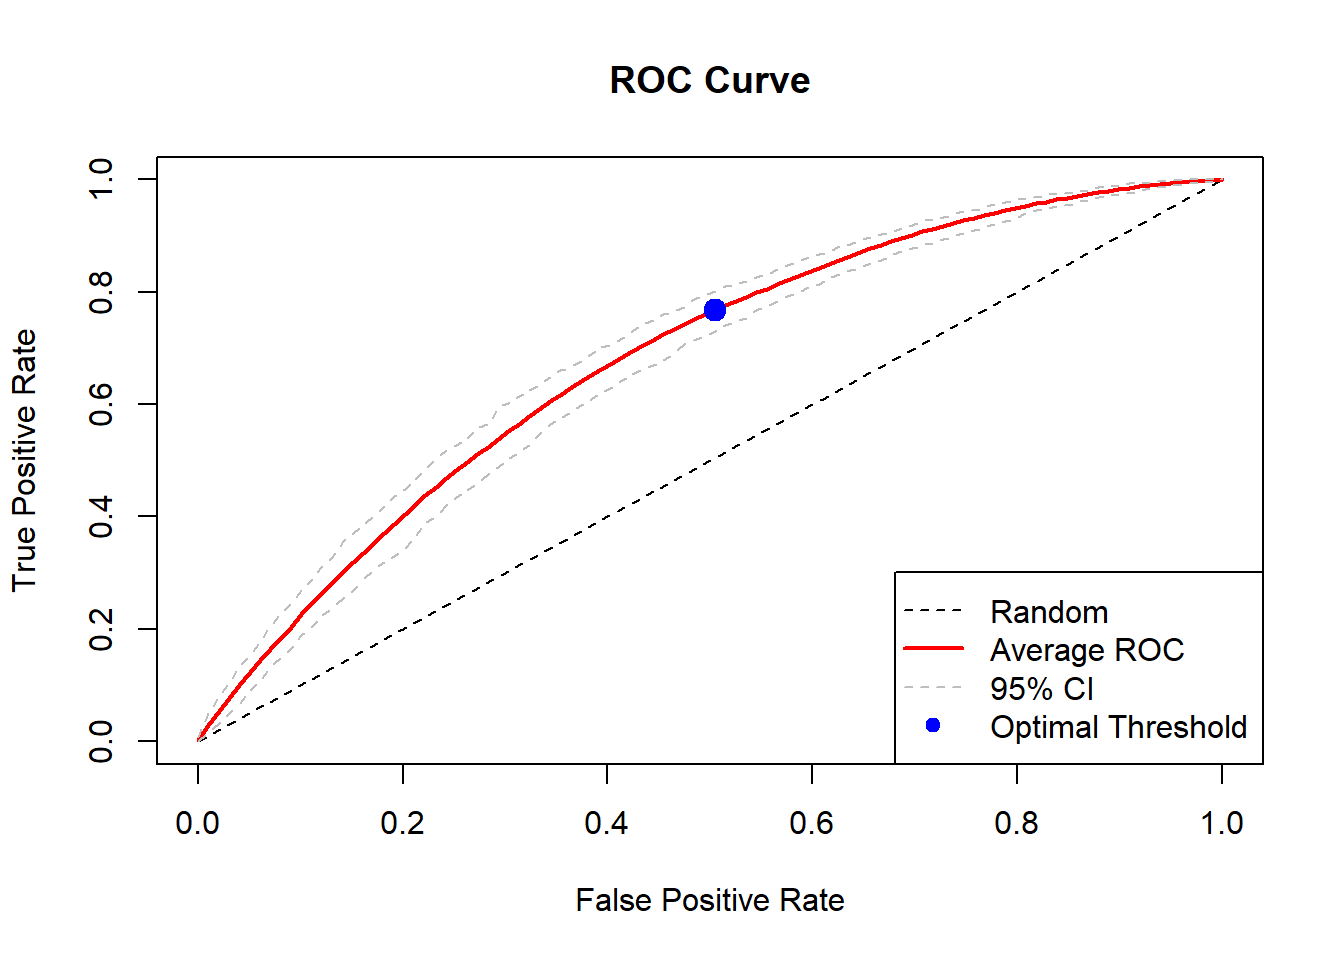 ROC Curve
True Positive Rate
1.0
0.8
0.6
0.4
0.2
0.0
Random
Average ROC
95% CI
Optimal Threshold
0.0 0.2 0.4 0.6 0.8 1.0
False Positive Rate